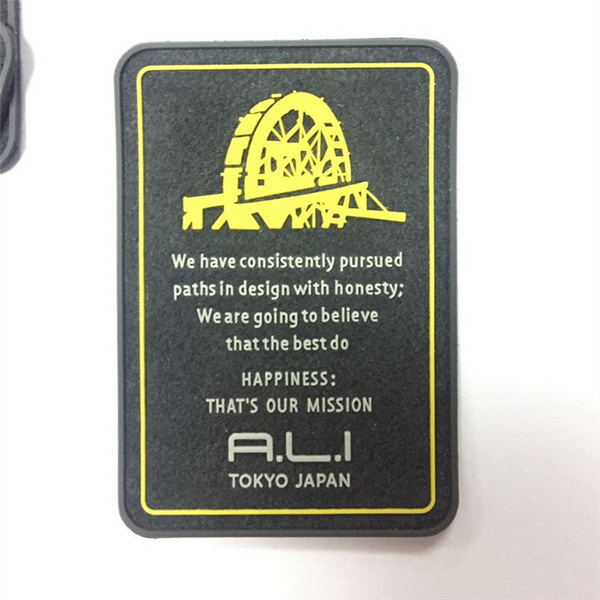 We have consistently pursued
paths in design with honesty;
We are going to believe
that the best do
HAPPINESS:
THAT'S OUR MISSION
A.L.I
TOKYO JAPAN